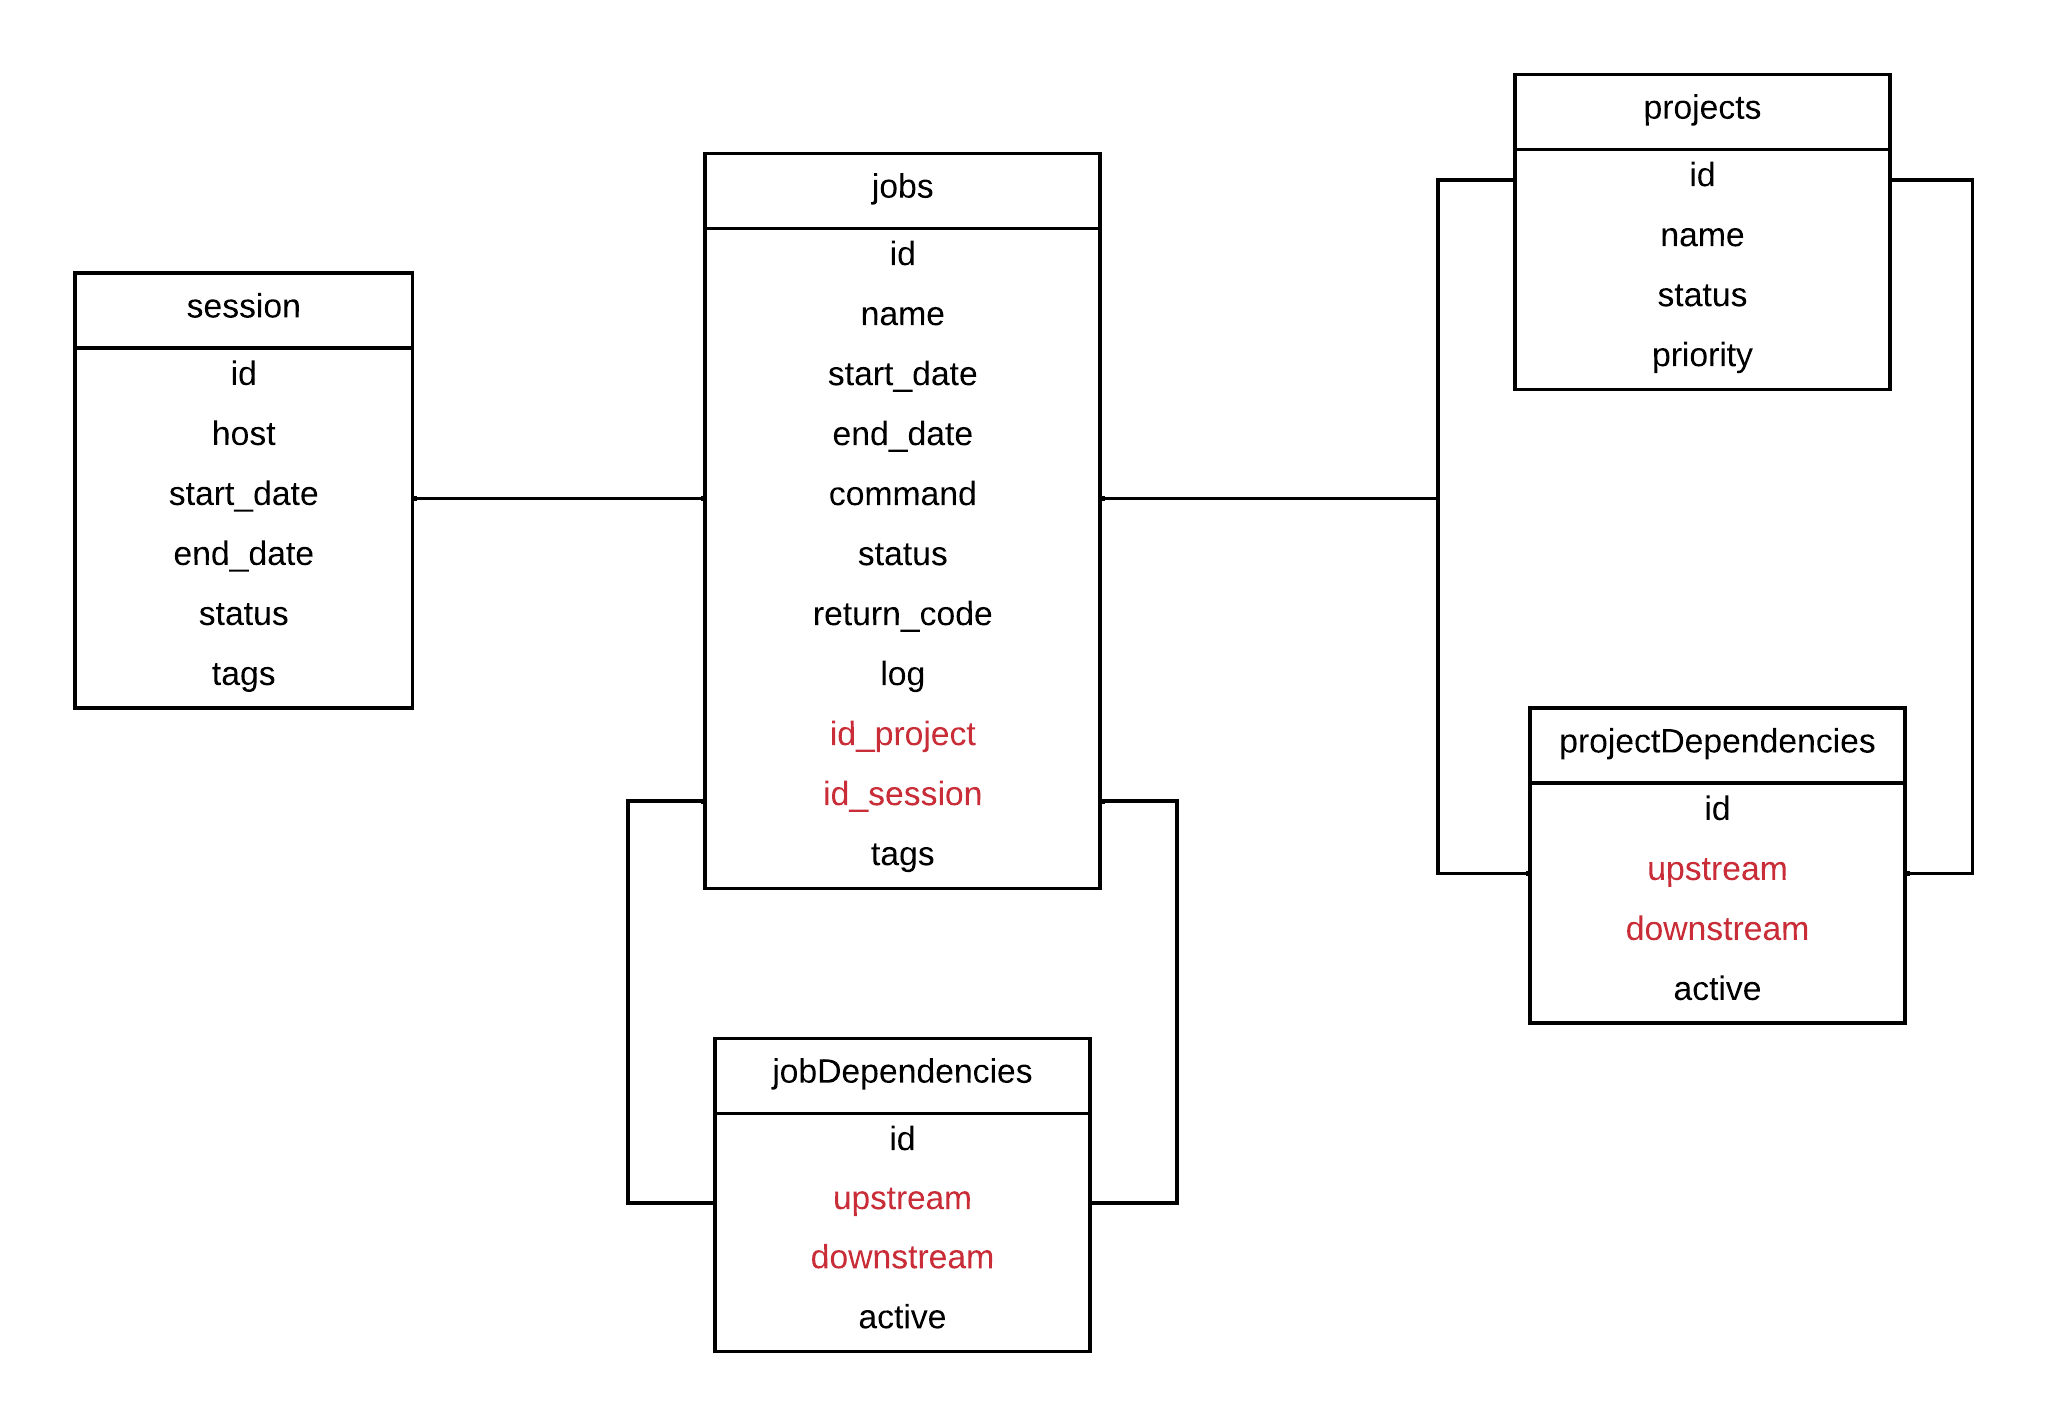 session
id
host
start_date
end_date
status
tags
jobs
id
name
start_date
end_date
command
status
return_code
log
id_project
id_session
tags
jobDependencies
id
upstream
downstream
active
projects
id
name
status
priority
projectDependencies
id
upstream
downstream
active